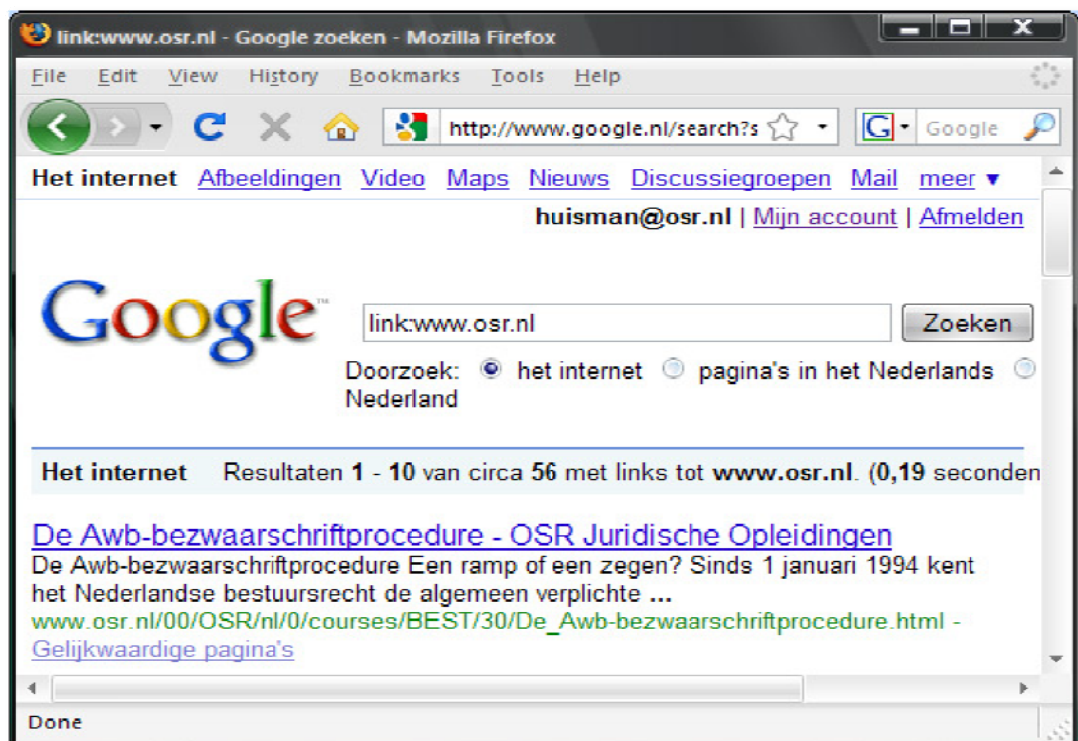 link:www.osr.nl - Google zoeken - Mozilla Firefox
File Edit View History Bookmarks Tools Help
http://www.google.nl/search?s G Google
Het internet Afbeeldingen Video Maps Nieuws Discussiegroepen Mail meer ▼
huisman@osr.nl | Mijn account | Afmelden
Google™ link:www.osr.nl Zoeken
Doorzoek: het internet pagina's in het Nederlands
Nederland
Het internet Resultaten 1 - 10 van circa 56 met links tot www.osr.nl. (0,19 seconden
De Awb-bezwaarschriftprocedure - OSR Juridische Opleidingen
De Awb-bezwaarschriftprocedure Een ramp of een zegen? Sinds 1 januari 1994 kent
het Nederlandse bestuursrecht de algemeen verplichte ...
www.osr.nl/00/OSR/nl/0/courses/BEST/30/De_Awb-bezwaarschriftprocedure.html -
Gelijkwaardige pagina's
Done